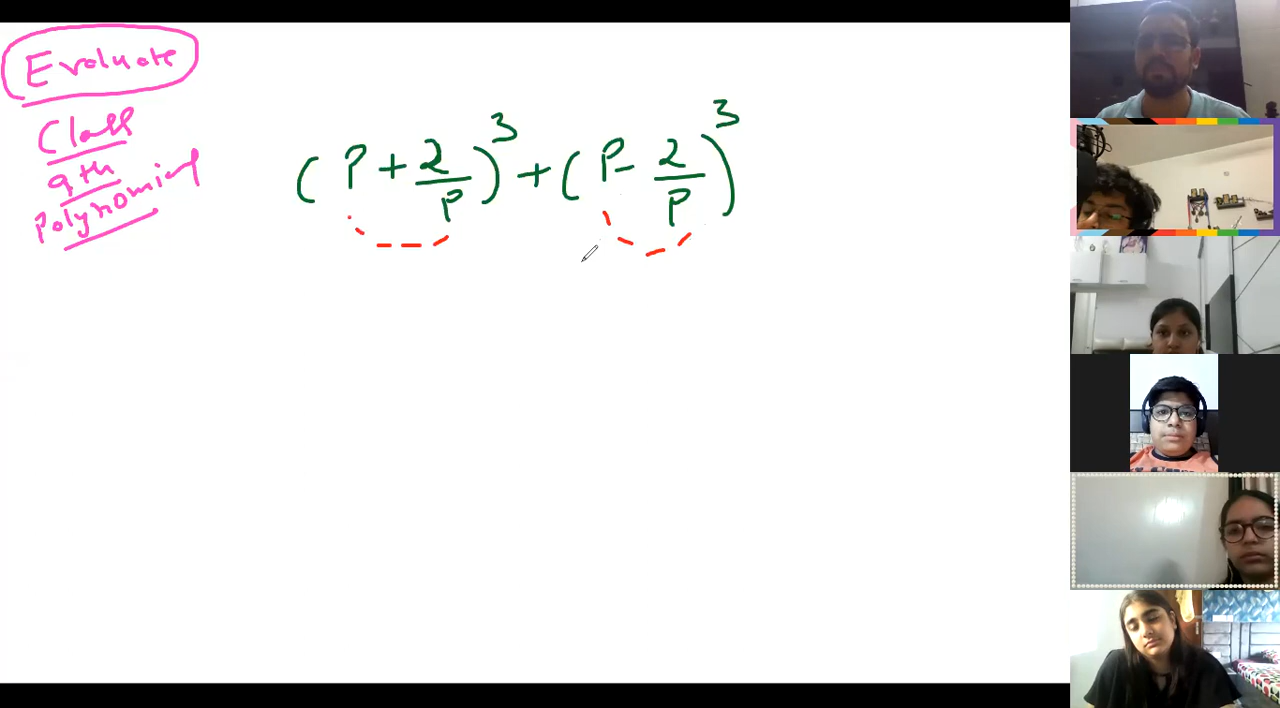 Evaluate
Class
9th
Polynomial
(P + 2/P)^3 + (P - 2/P)^3